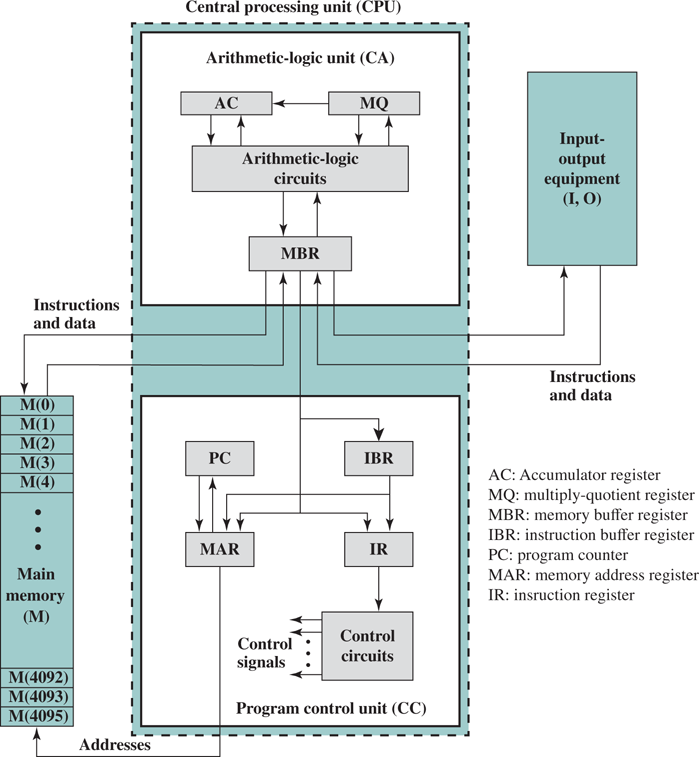 Central processing unit (CPU)
Arithmetic-logic unit (CA)
AC
MQ
Arithmetic-logic
circuits
MBR
Input-
output
equipment
(I, O)
Instructions
and data
Instructions
and data
M(0)
M(1)
M(2)
M(3)
M(4)
Main
memory
(M)
M(4092)
M(4093)
M(4095)
PC
IBR
MAR
IR
Control
signals
Control
circuits
Program control unit (CC)
Addresses
AC: Accumulator register
MQ: multiply-quotient register
MBR: memory buffer register
IBR: instruction buffer register
PC: program counter
MAR: memory address register
IR: insruction register